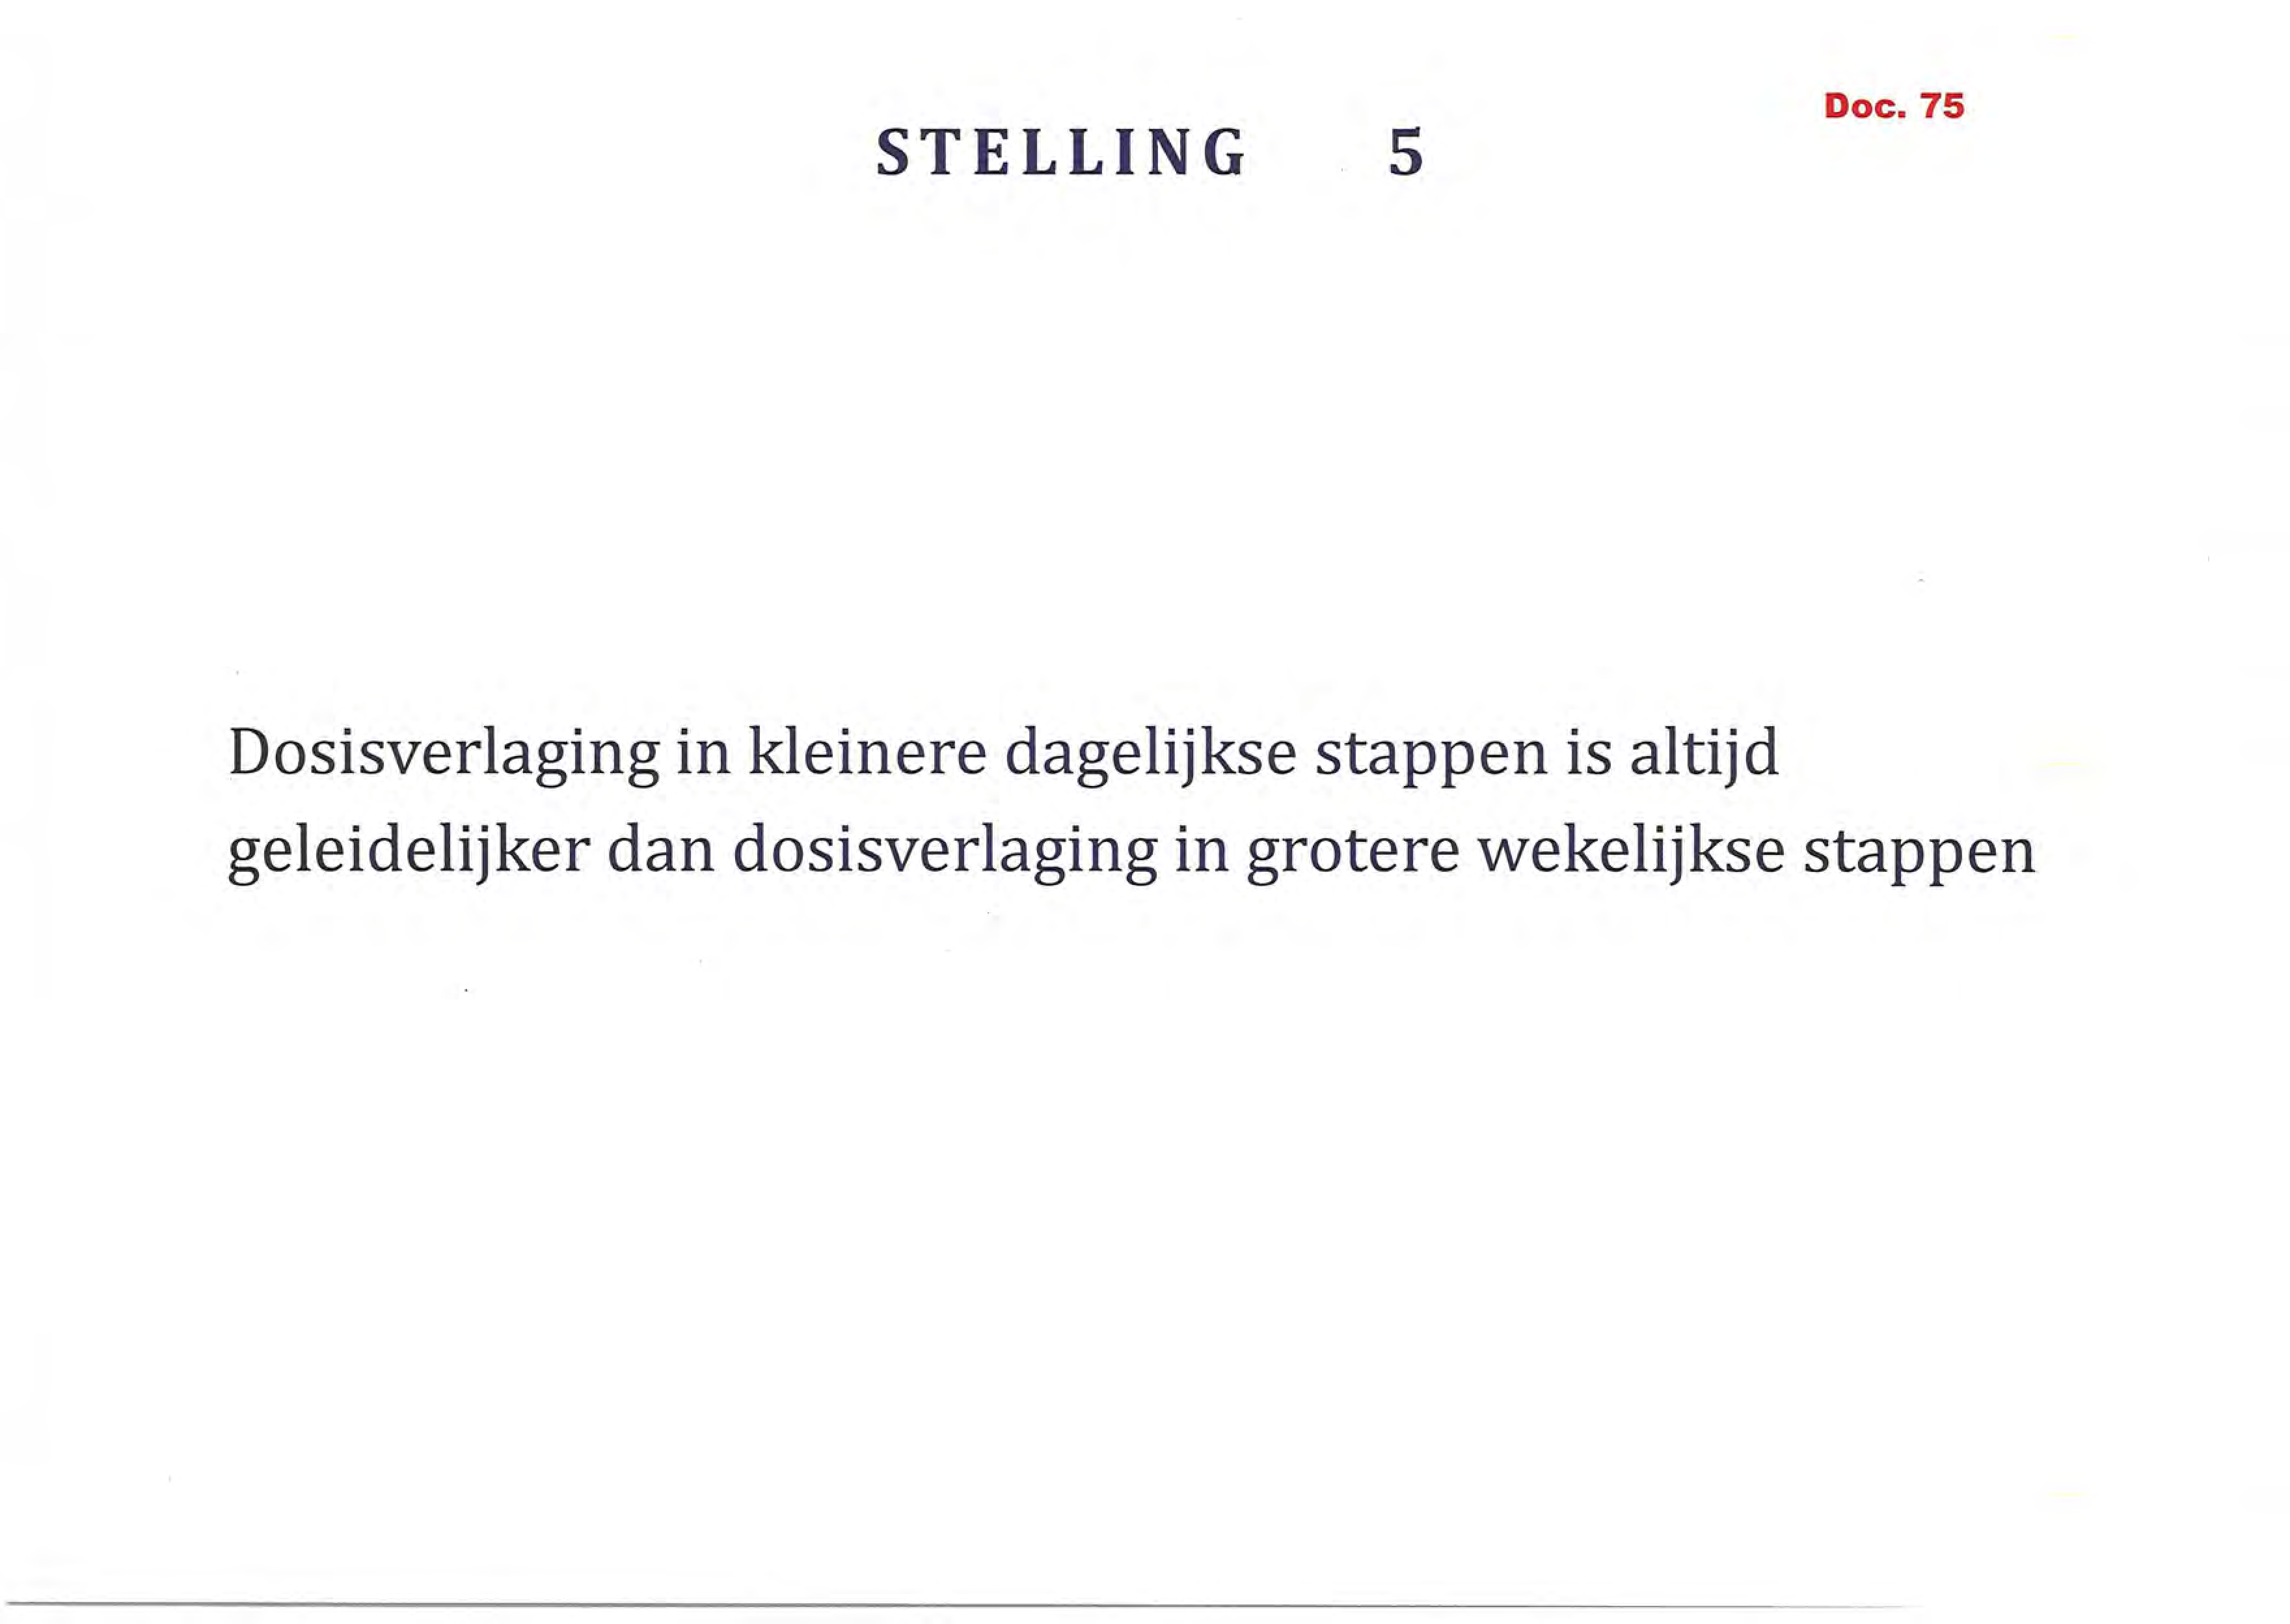 Doc. 75
STELLING 5
Dosisverlaging in kleinere dagelijkse stappen is altijd
geleidelijker dan dosisverlaging in grotere wekelijkse stappen